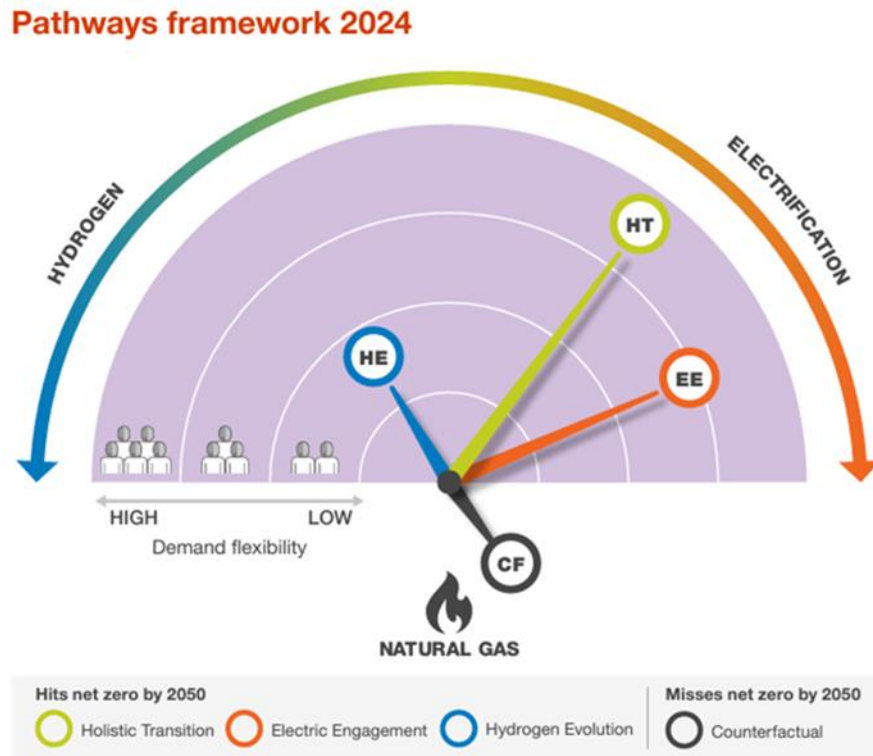 Pathways framework 2024
HYDROGEN
ELECTRIFICATION
HT
HE
EE
HIGH
LOW
Demand flexibility
CF
NATURAL GAS
Hits net zero by 2050
Misses net zero by 2050
Holistic Transition
Electric Engagement
Hydrogen Evolution
Counterfactual